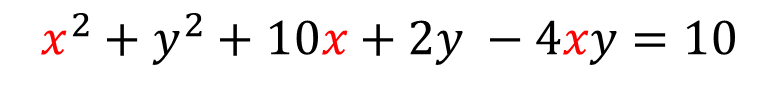 x² + y² + 10x + 2y − 4xy = 10